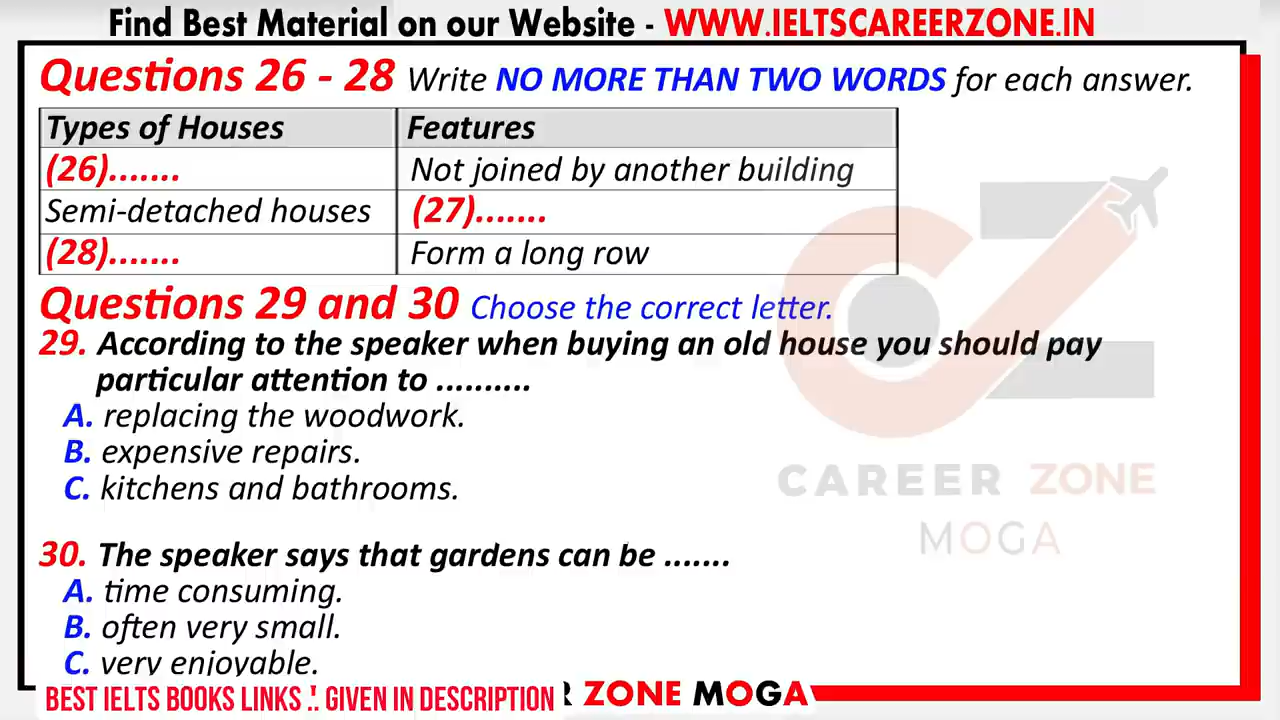 Find Best Material on our Website - WWW.IELTSCAREERZONE.IN
Questions 26 - 28 Write NO MORE THAN TWO WORDS for each answer.
Types of Houses Features
(26)....... Not joined by another building
Semi-detached houses (27).......
(28)....... Form a long row
Questions 29 and 30 Choose the correct letter.
29. According to the speaker when buying an old house you should pay
particular attention to ..........
A. replacing the woodwork.
B. expensive repairs.
C. kitchens and bathrooms.
CAREER ZONE
MOGA
30. The speaker says that gardens can be .......
A. time consuming.
B. often very small.
C. very enjoyable.
BEST IELTS BOOKS LINKS !: GIVEN IN DESCRIPTION R ZONE MOGA